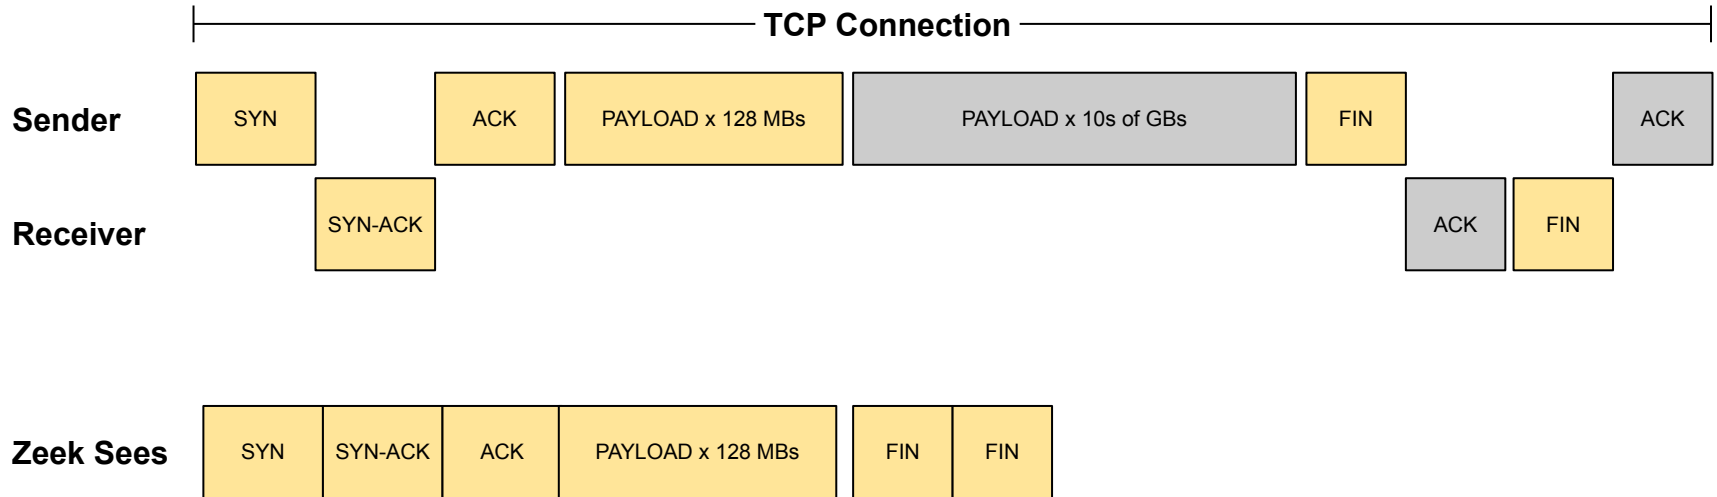 TCP Connection
Sender
SYN
ACK
PAYLOAD x 128 MBs
PAYLOAD x 10s of GBs
FIN
ACK
Receiver
SYN-ACK
ACK
FIN
Zeek Sees
SYN
SYN-ACK
ACK
PAYLOAD x 128 MBs
FIN
FIN